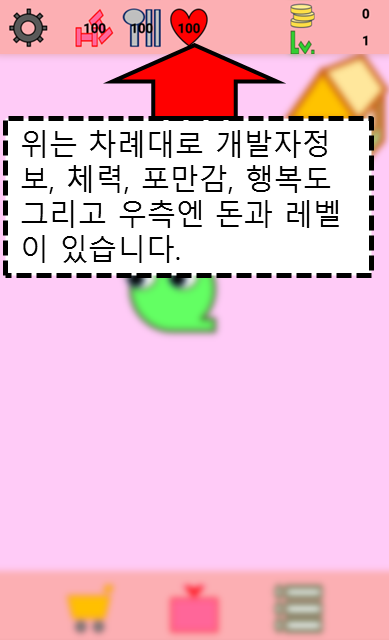 100 100 100 0
Lv. 1
위는 차례대로 개발자정
보, 체력, 포만감, 행복도
그리고 우측엔 돈과 레벨
이 있습니다.